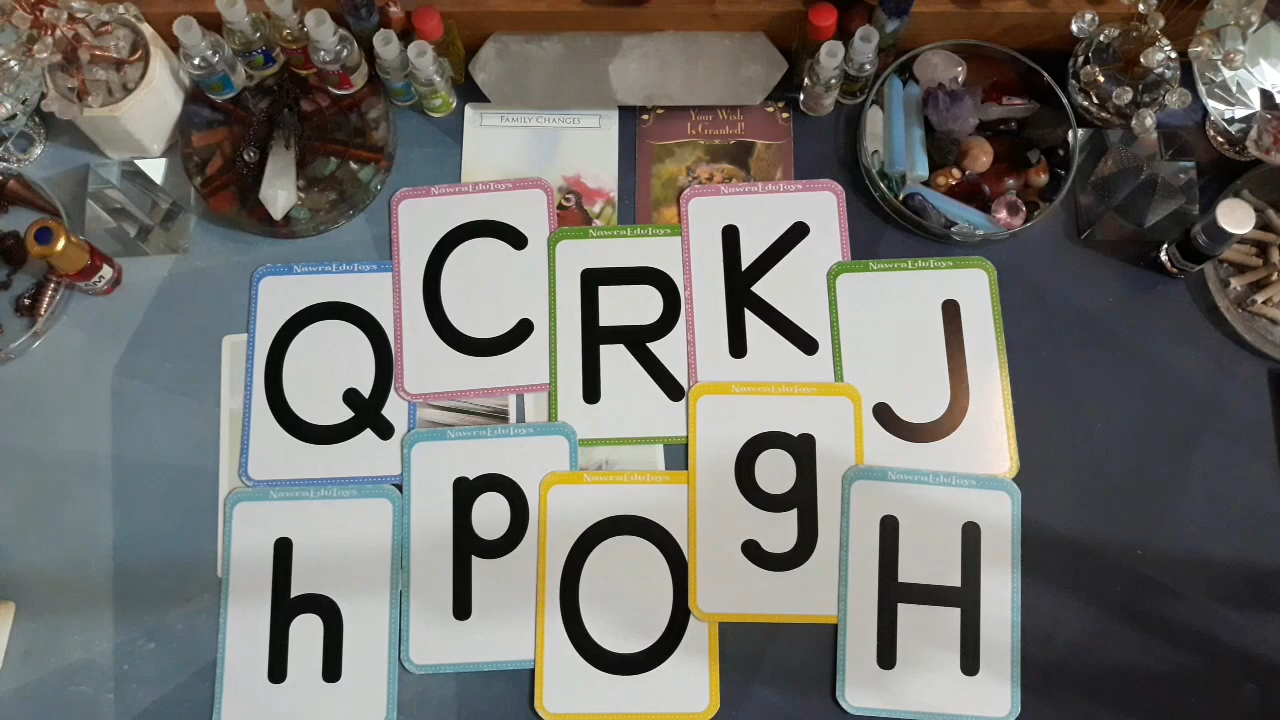 FAMILY CHANGES
Your Wish
Is Granted!
NawraEduToys
C
NawraEduToys
K
NawraEduToys
R
NawraEduToys
Q
NawraEduToys
J
NawraEduToys
p
NawraEduToys
g
NawraEduToys
h
NawraEduToys
O
NawraEduToys
H